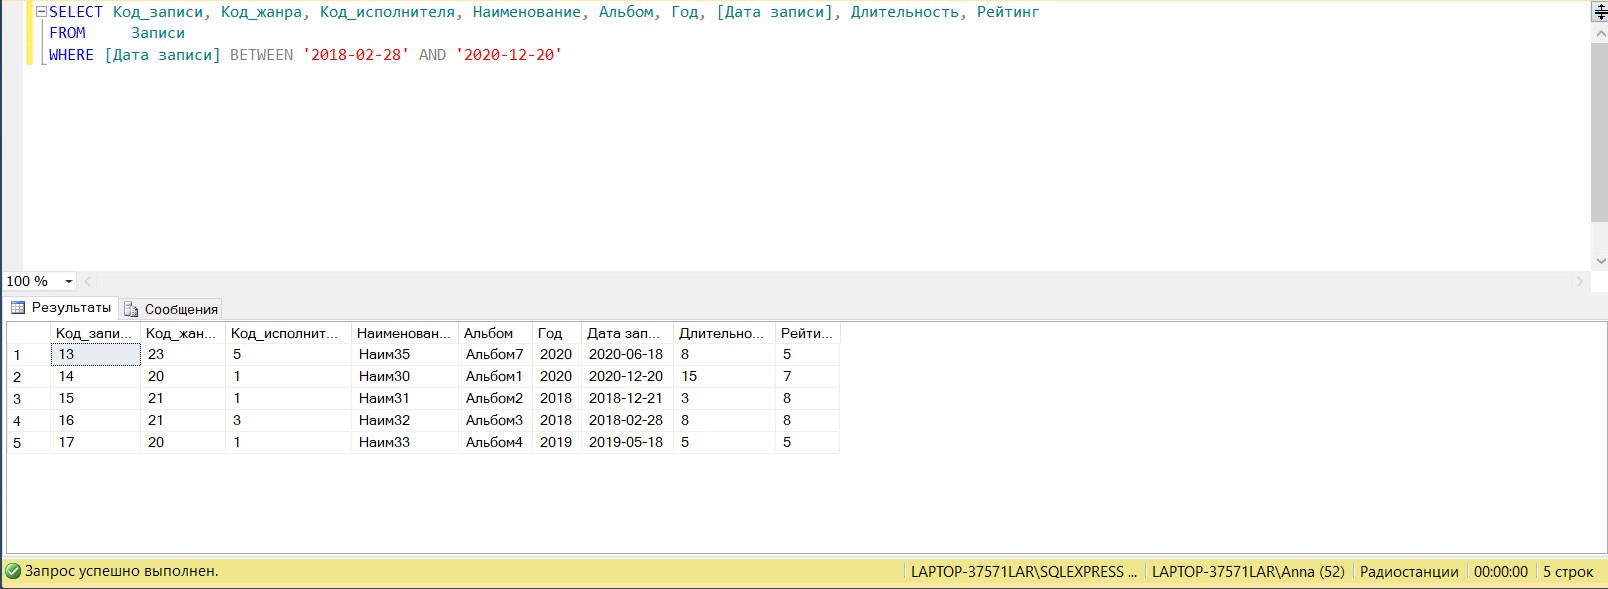 SELECT Код_записи, Код_жанра, Код_исполнителя, Наименование, Альбом, Год, [Дата записи], Длительность, Рейтинг
FROM Записи
WHERE [Дата записи] BETWEEN '2018-02-28' AND '2020-12-20'
100 %
Результаты Сообщения
Код_запи... Код_жан... Код_исполнит... Наименован... Альбом Год Дата зап... Длительно... Рейти...
1 13 23 5 Наим35 Альбом7 2020 2020-06-18 8 5
2 14 20 1 Наим30 Альбом1 2020 2020-12-20 15 7
3 15 21 1 Наим31 Альбом2 2018 2018-12-21 3 8
4 16 21 3 Наим32 Альбом3 2018 2018-02-28 8 8
5 17 20 1 Наим33 Альбом4 2019 2019-05-18 5 5
Запрос успешно выполнен. LAPTOP-37571LAR\SQLEXPRESS ... LAPTOP-37571LAR\Anna (52) Радиостанции 00:00:00 5 строк